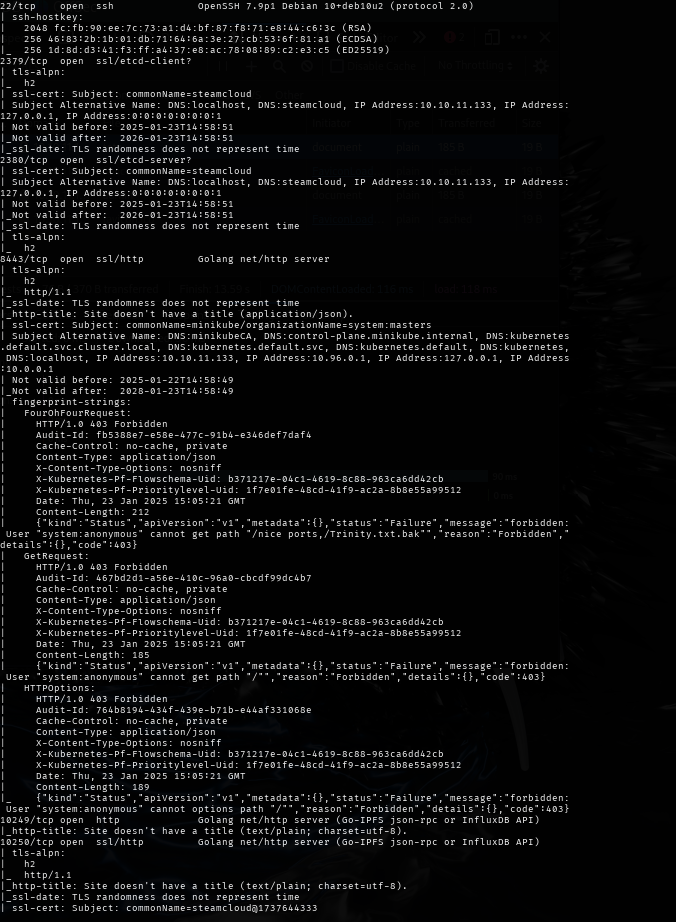 22/tcp    open  ssh              OpenSSH 7.9p1 Debian 10+deb10u2 (protocol 2.0)
| ssh-hostkey:
|   2048 fc:fb:90:ee:7c:73:a1:d4:bf:87:f8:71:e8:44:c6:3c (RSA)
|   256 46:83:2b:1b:01:db:71:64:6a:3e:27:cb:53:6f:81:a1 (ECDSA)
|_  256 1d:8d:d3:41:f3:ff:a4:37:e8:ac:78:08:89:c2:e3:c5 (ED25519)
2379/tcp  open  ssl/etcd-client?
| tls-alpn:
|_  h2
| ssl-cert: Subject: commonName=steamcloud
| Subject Alternative Name: DNS:localhost, DNS:steamcloud, IP Address:10.10.11.133, IP Address:
127.0.0.1, IP Address:0:0:0:0:0:0:0:1
| Not valid before: 2025-01-23T14:58:51
|_Not valid after:  2026-01-23T14:58:51
|_ssl-date: TLS randomness does not represent time
2380/tcp  open  ssl/etcd-server?
| ssl-cert: Subject: commonName=steamcloud
| Subject Alternative Name: DNS:localhost, DNS:steamcloud, IP Address:10.10.11.133, IP Address:
127.0.0.1, IP Address:0:0:0:0:0:0:0:1
| Not valid before: 2025-01-23T14:58:51
|_Not valid after:  2026-01-23T14:58:51
|_ssl-date: TLS randomness does not represent time
| tls-alpn:
|_  h2
8443/tcp  open  ssl/http         Golang net/http server
| tls-alpn:
|   h2
|_  http/1.1
|_ssl-date: TLS randomness does not represent time
|_http-title: Site doesn't have a title (application/json).
| ssl-cert: Subject: commonName=minikube/organizationName=system:masters
| Subject Alternative Name: DNS:minikubeCA, DNS:control-plane.minikube.internal, DNS:kubernetes
.default.svc.cluster.local, DNS:kubernetes.default.svc, DNS:kubernetes.default, DNS:kubernetes,
 DNS:localhost, IP Address:10.10.11.133, IP Address:10.96.0.1, IP Address:127.0.0.1, IP Address
:10.0.0.1
| Not valid before: 2025-01-22T14:58:49
|_Not valid after:  2028-01-23T14:58:49
| fingerprint-strings:
|   FourOhFourRequest:
|     HTTP/1.0 403 Forbidden
|     Audit-Id: fb5388e7-e58e-477c-91b4-e346def7daf4
|     Cache-Control: no-cache, private
|     Content-Type: application/json
|     X-Content-Type-Options: nosniff
|     X-Kubernetes-Pf-Flowschema-Uid: b371217e-04c1-4619-8c88-963ca6dd42cb
|     X-Kubernetes-Pf-Prioritylevel-Uid: 1f7e01fe-48cd-41f9-ac2a-8b8e55a99512
|     Date: Thu, 23 Jan 2025 15:05:21 GMT
|     Content-Length: 212
|     {"kind":"Status","apiVersion":"v1","metadata":{},"status":"Failure","message":"forbidden:
 User "system:anonymous" cannot get path "/nice ports,/Trinity.txt.bak"","reason":"Forbidden","
details":{},"code":403}
|   GetRequest:
|     HTTP/1.0 403 Forbidden
|     Audit-Id: 467bd2d1-a56e-410c-96a0-cbcdf99dc4b7
|     Cache-Control: no-cache, private
|     Content-Type: application/json
|     X-Content-Type-Options: nosniff
|     X-Kubernetes-Pf-Flowschema-Uid: b371217e-04c1-4619-8c88-963ca6dd42cb
|     X-Kubernetes-Pf-Prioritylevel-Uid: 1f7e01fe-48cd-41f9-ac2a-8b8e55a99512
|     Date: Thu, 23 Jan 2025 15:05:21 GMT
|     Content-Length: 185
|     {"kind":"Status","apiVersion":"v1","metadata":{},"status":"Failure","message":"forbidden:
 User "system:anonymous" cannot get path "/"","reason":"Forbidden","details":{},"code":403}
|   HTTPOptions:
|     HTTP/1.0 403 Forbidden
|     Audit-Id: 764b8194-434f-439e-b71b-e44af331068e
|     Cache-Control: no-cache, private
|     Content-Type: application/json
|     X-Content-Type-Options: nosniff
|     X-Kubernetes-Pf-Flowschema-Uid: b371217e-04c1-4619-8c88-963ca6dd42cb
|     X-Kubernetes-Pf-Prioritylevel-Uid: 1f7e01fe-48cd-41f9-ac2a-8b8e55a99512
|     Date: Thu, 23 Jan 2025 15:05:21 GMT
|     Content-Length: 189
|_    {"kind":"Status","apiVersion":"v1","metadata":{},"status":"Failure","message":"forbidden:
 User "system:anonymous" cannot options path "/"","reason":"Forbidden","details":{},"code":403}
10249/tcp open  http             Golang net/http server (Go-IPFS json-rpc or InfluxDB API)
|_http-title: Site doesn't have a title (text/plain; charset=utf-8).
10250/tcp open  ssl/http         Golang net/http server (Go-IPFS json-rpc or InfluxDB API)
| tls-alpn:
|   h2
|_  http/1.1
|_http-title: Site doesn't have a title (text/plain; charset=utf-8).
|_ssl-date: TLS randomness does not represent time
| ssl-cert: Subject: commonName=steamcloud@1737644333